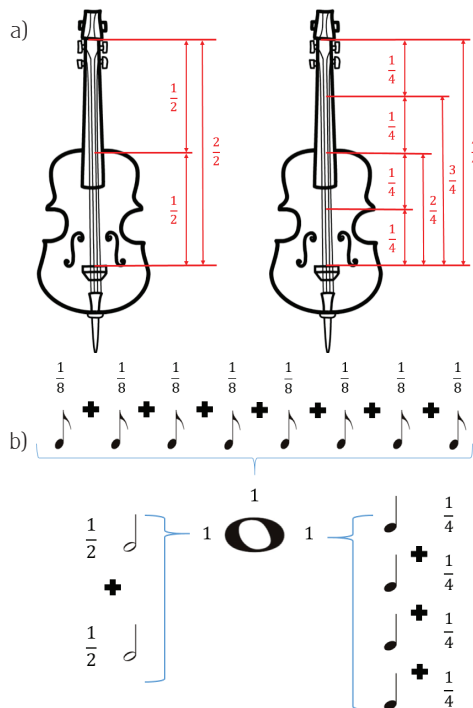 a)
1/2
2/2
1/2
1/4
1/4
3/4
1/4
2/4
1/4
1/8 1/8 1/8 1/8 1/8 1/8 1/8 1/8
+ + + + + + +
b)
1
1/2 1 1 1/4
+ + 1/4
+ 1/4
1/2 + 1/4